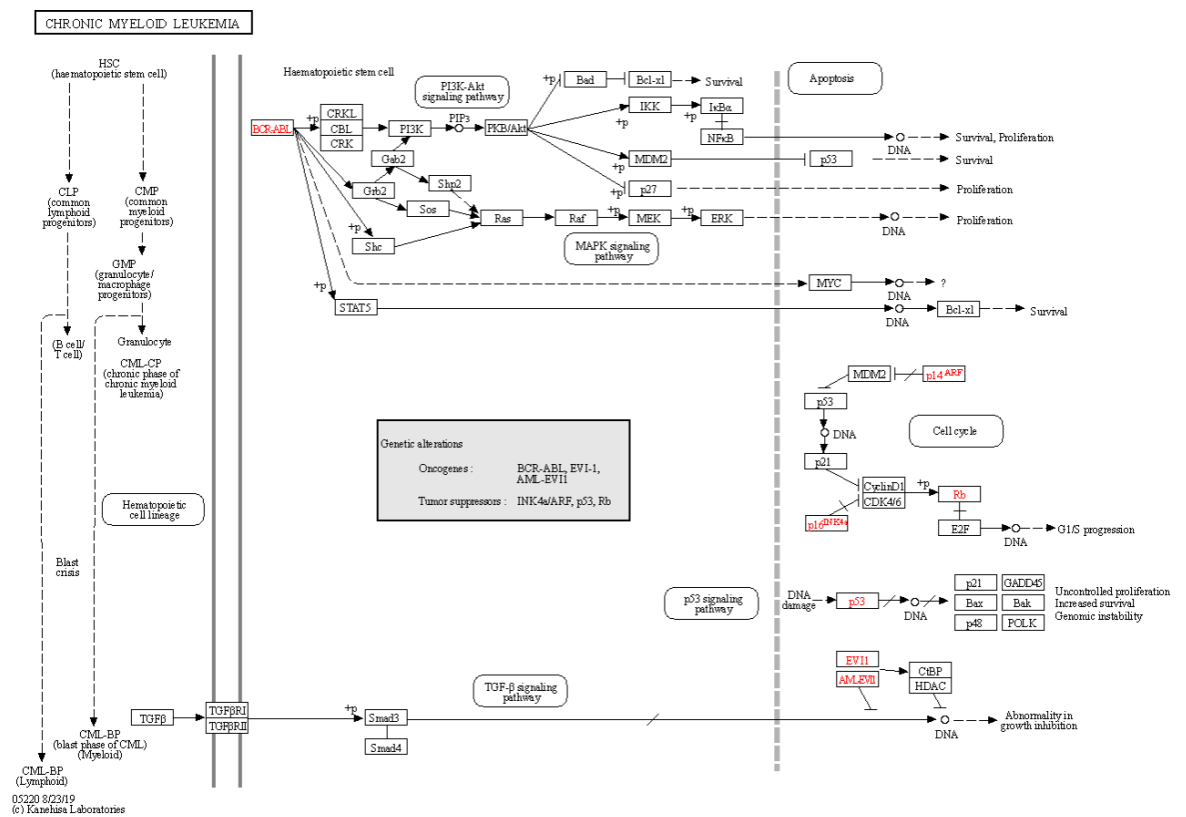 CHRONIC MYELOID LEUKEMIA
HSC
(haematopoietic stem cell)
CLP
(common
lymphoid
progenitors)
CMP
(common
myeloid
progenitors)
GMP
(granulocyte/
macrophage
progenitors)
(B cell/
T cell)
Granulocyte
CML-CP
(chronic phase of
chronic myeloid
leukemia)
Hematopoietic
cell lineage
Blast
crisis
CML-BP
(blast phase of CML)
(Myeloid)
CML-BP
(Lymphoid)
05220 8/23/19
(c) Kanehisa Laboratories
Haematopoietic stem cell
PI3K-Akt
signaling pathway
Apoptosis
BCR-ABL
+p
CRKL
CBL
CRK
PI3K
PIP3
PKB/Akt
+p
Bad
Bcl-xl
Survival
IKK
+p
+p
IκBα
NFκB
DNA
Survival, Proliferation
MDM2
+p
p53
Survival
p27
+p
Proliferation
Gab2
Grb2
Shp2
Sos
+p
Shc
Ras
Raf
+p
MEK
+p
ERK
DNA
Proliferation
MAPK signaling
pathway
MYC
DNA
?
+p
STAT5
DNA
Bcl-xl
Survival
MDM2
p14ARF
p53
DNA
Cell cycle
p21
CyclinD1
CDK4/6
+p
Rb
p16INK4a
E2F
DNA
G1/S progression
Genetic alterations
Oncogenes : BCR-ABL, EVI-1,
AML-EVI1
Tumor suppressors : INK4a/ARF, p53, Rb
p53 signaling
pathway
DNA
damage
p53
DNA
p21 GADD45
Bax Bak
p48 POLK
Uncontrolled proliferation
Increased survival
Genomic instability
EVI1
AML-EVI1
CtBP
HDAC
TGF-β signaling
pathway
TGFβ
TGFβRI
TGFβRII
+p
Smad3
Smad4
DNA
Abnormality in
growth inhibition